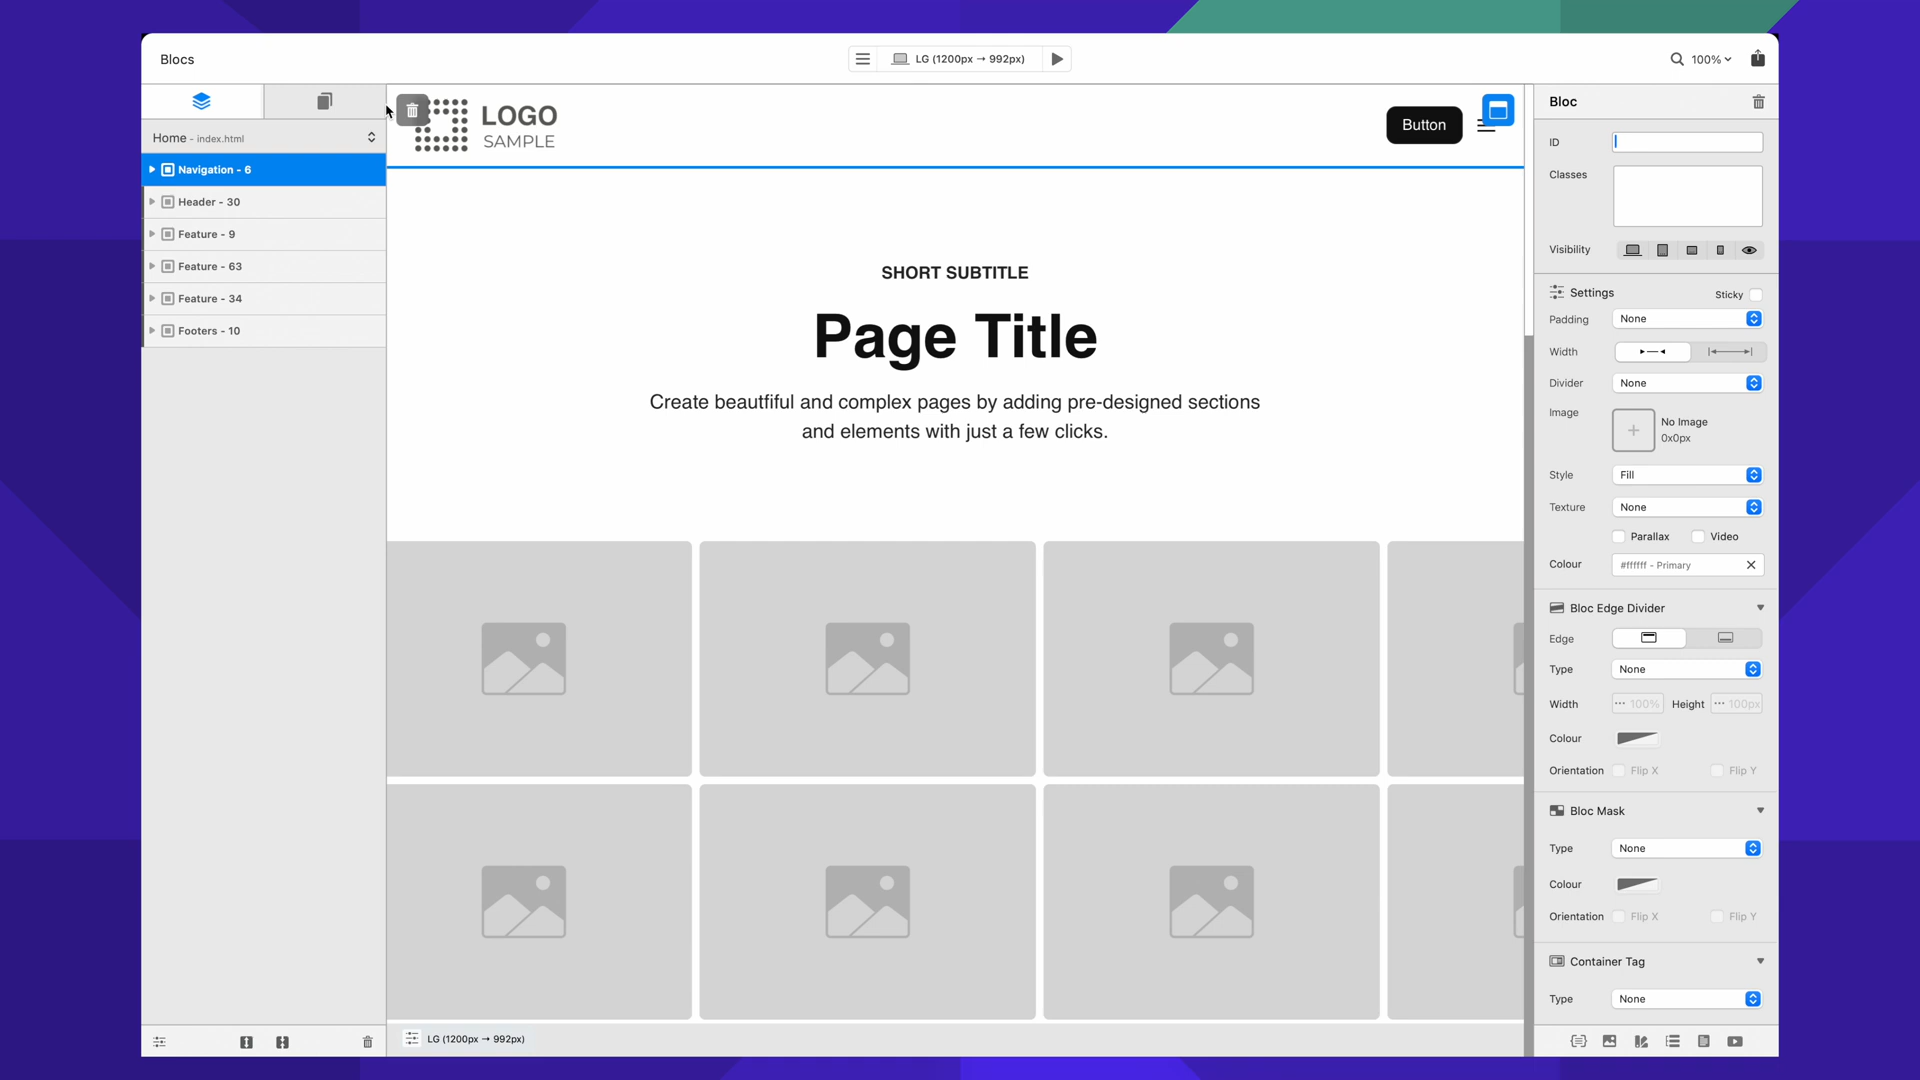 Blocs
LG (1200px → 992px)
100%
Home - index.html
Navigation - 6
Header - 30
Feature - 9
Feature - 63
Feature - 34
Footers - 10
LOGO
SAMPLE
Button
SHORT SUBTITLE
Page Title
Create beautfiful and complex pages by adding pre-designed sections
and elements with just a few clicks.
LG (1200px → 992px)
Bloc
ID
Classes
Visibility
Settings
Sticky
Padding None
Width
Divider None
Image
No Image
0x0px
Style Fill
Texture None
Parallax Video
Colour #ffffff - Primary
Bloc Edge Divider
Edge
Type None
Width 100% Height 100px
Colour
Orientation Flip X Flip Y
Bloc Mask
Type None
Colour
Orientation Flip X Flip Y
Container Tag
Type None